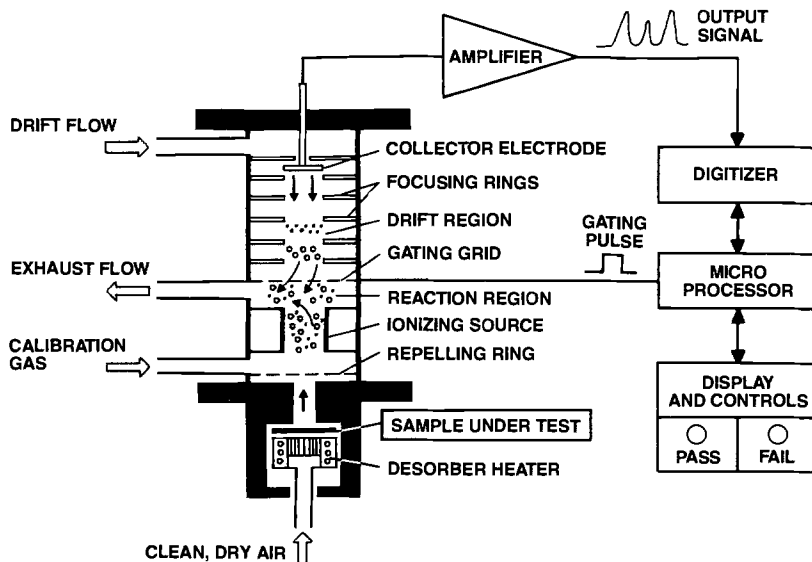 OUTPUT
SIGNAL
AMPLIFIER
DRIFT FLOW
COLLECTOR ELECTRODE
FOCUSING RINGS
DIGITIZER
DRIFT REGION
GATING
PULSE
GATING GRID
EXHAUST FLOW
MICRO
PROCESSOR
REACTION REGION
IONIZING SOURCE
CALIBRATION
GAS
REPELLING RING
DISPLAY
AND CONTROLS
SAMPLE UNDER TEST
PASS
FAIL
DESORBER HEATER
CLEAN, DRY AIR